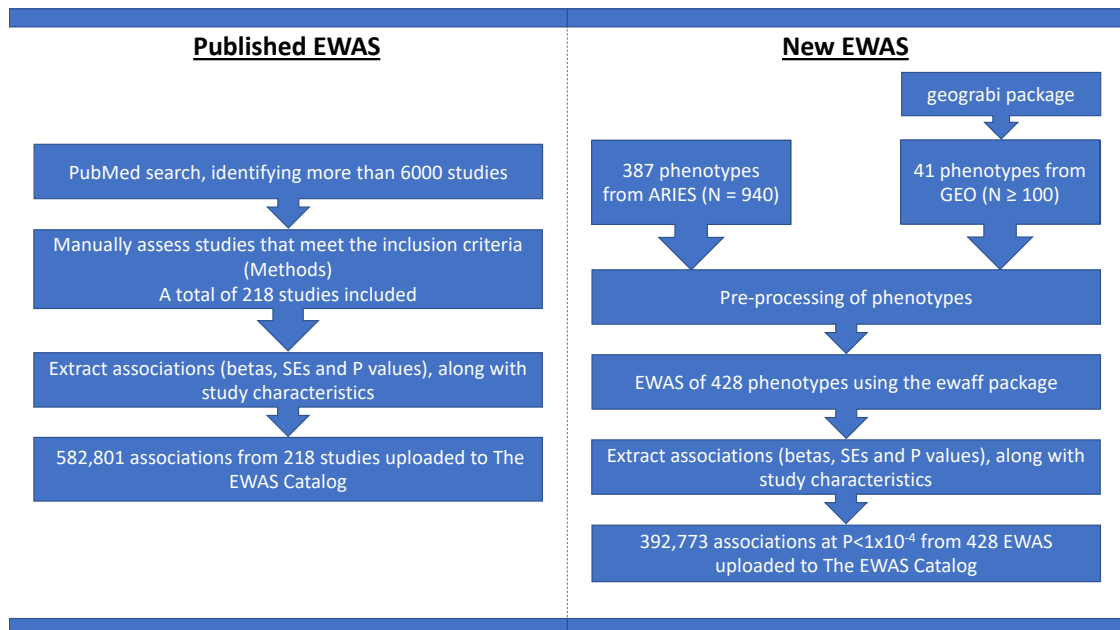 Published EWAS
PubMed search, identifying more than 6000 studies
Manually assess studies that meet the inclusion criteria
(Methods)
A total of 218 studies included
Extract associations (betas, SEs and P values), along with
study characteristics
582,801 associations from 218 studies uploaded to The
EWAS Catalog
New EWAS
geograbi package
387 phenotypes
from ARIES (N = 940)
41 phenotypes from
GEO (N ≥ 100)
Pre-processing of phenotypes
EWAS of 428 phenotypes using the ewaff package
Extract associations (betas, SEs and P values), along with
study characteristics
392,773 associations at P<1x10⁻⁴ from 428 EWAS
uploaded to The EWAS Catalog